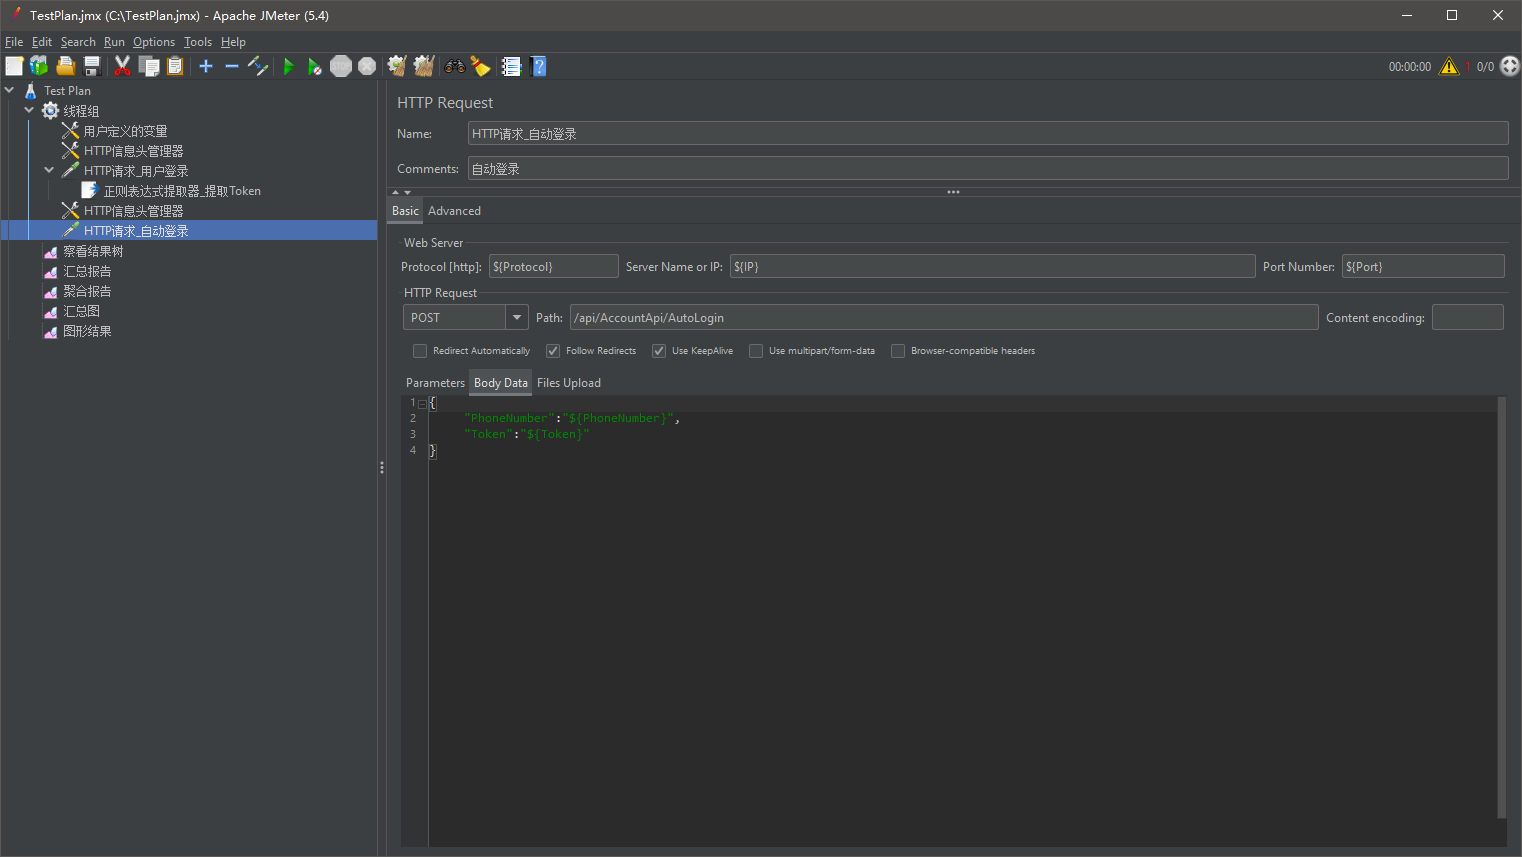 TestPlan.jmx (C:\TestPlan.jmx) - Apache JMeter (5.4)
File Edit Search Run Options Tools Help
STOP
00:00:00 1 0/0
Test Plan
线程组
用户定义的变量
HTTP信息头管理器
HTTP请求_用户登录
正则表达式提取器_提取Token
HTTP信息头管理器
HTTP请求_自动登录
察看结果树
汇总报告
聚合报告
汇总图
图形结果
HTTP Request
Name: HTTP请求_自动登录
Comments: 自动登录
Basic Advanced
Web Server
Protocol [http]: ${Protocol} Server Name or IP: ${IP} Port Number: ${Port}
HTTP Request
POST Path: /api/AccountApi/AutoLogin Content encoding:
Redirect Automatically Follow Redirects Use KeepAlive Use multipart/form-data Browser-compatible headers
Parameters Body Data Files Upload
1 {
2 "PhoneNumber":"${PhoneNumber}",
3 "Token":"${Token}"
4 }